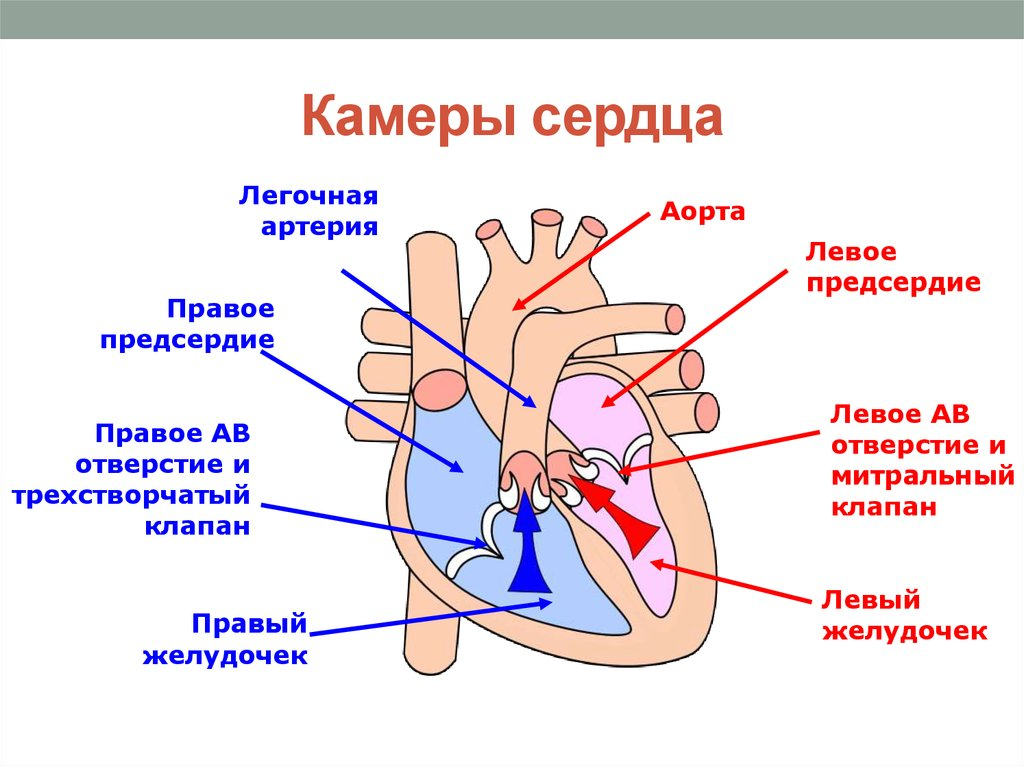 Камеры сердца
Легочная
артерия
Аорта
Левое
предсердие
Правое
предсердие
Левое АВ
отверстие и
митральный
клапан
Правое АВ
отверстие и
трехстворчатый
клапан
Левый
желудочек
Правый
желудочек